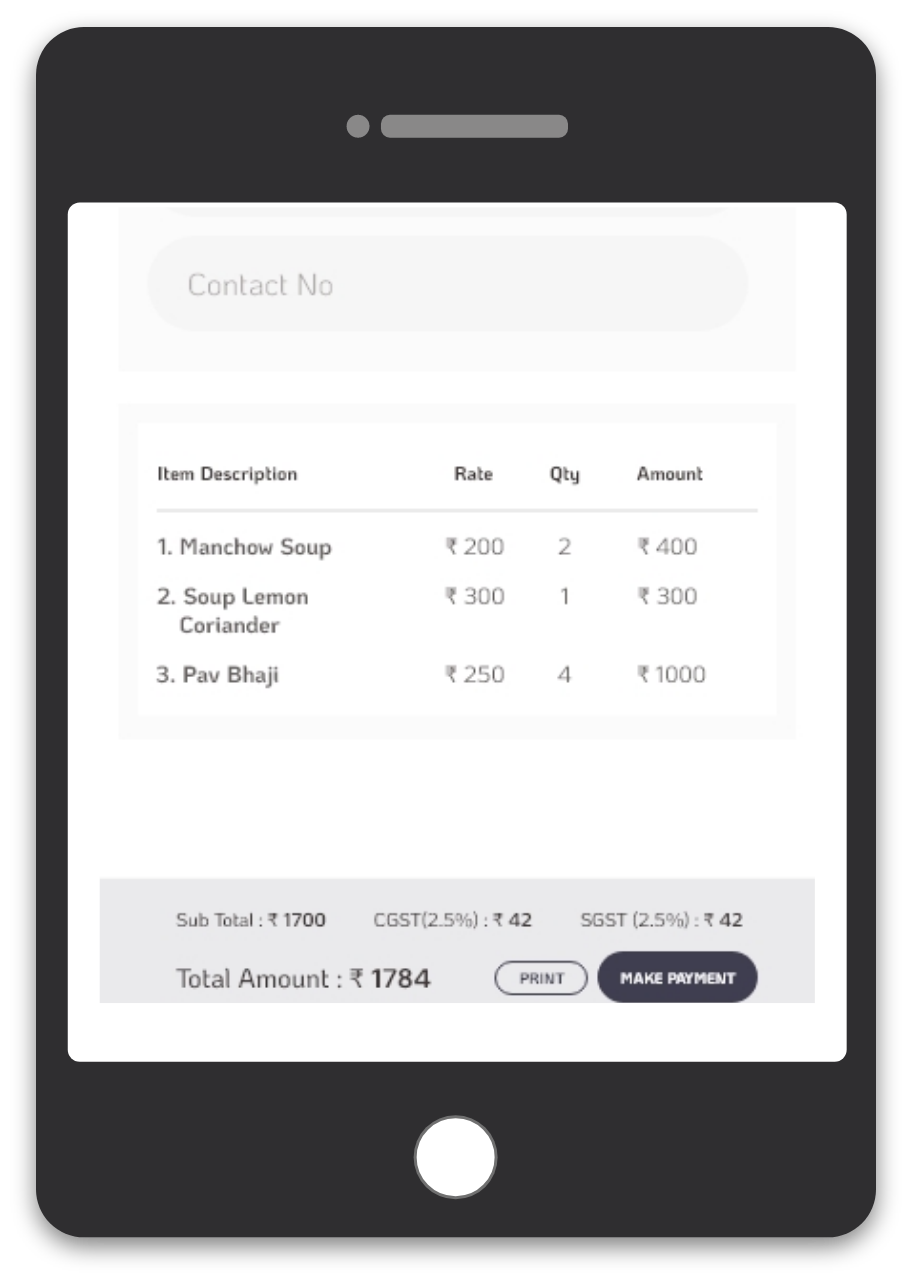 Contact No
Item Description Rate Qty Amount
1. Manchow Soup ₹ 200 2 ₹ 400
2. Soup Lemon ₹ 300 1 ₹ 300
Coriander
3. Pav Bhaji ₹ 250 4 ₹ 1000
Sub Total : ₹ 1700 CGST(2.5%) : ₹ 42 SGST (2.5%) : ₹ 42
Total Amount : ₹ 1784 PRINT MAKE PAYMENT